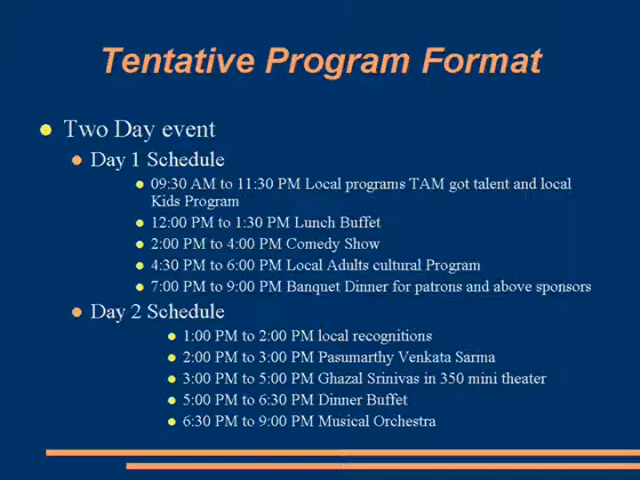 Tentative Program Format
Two Day event
Day 1 Schedule
09:30 AM to 11:30 PM Local programs TAM got talent and local
Kids Program
12:00 PM to 1:30 PM Lunch Buffet
2:00 PM to 4:00 PM Comedy Show
4:30 PM to 6:00 PM Local Adults cultural Program
7:00 PM to 9:00 PM Banquet Dinner for patrons and above sponsors
Day 2 Schedule
1:00 PM to 2:00 PM local recognitions
2:00 PM to 3:00 PM Pasumarthy Venkata Sarma
3:00 PM to 5:00 PM Ghazal Srinivas in 350 mini theater
5:00 PM to 6:30 PM Dinner Buffet
6:30 PM to 9:00 PM Musical Orchestra